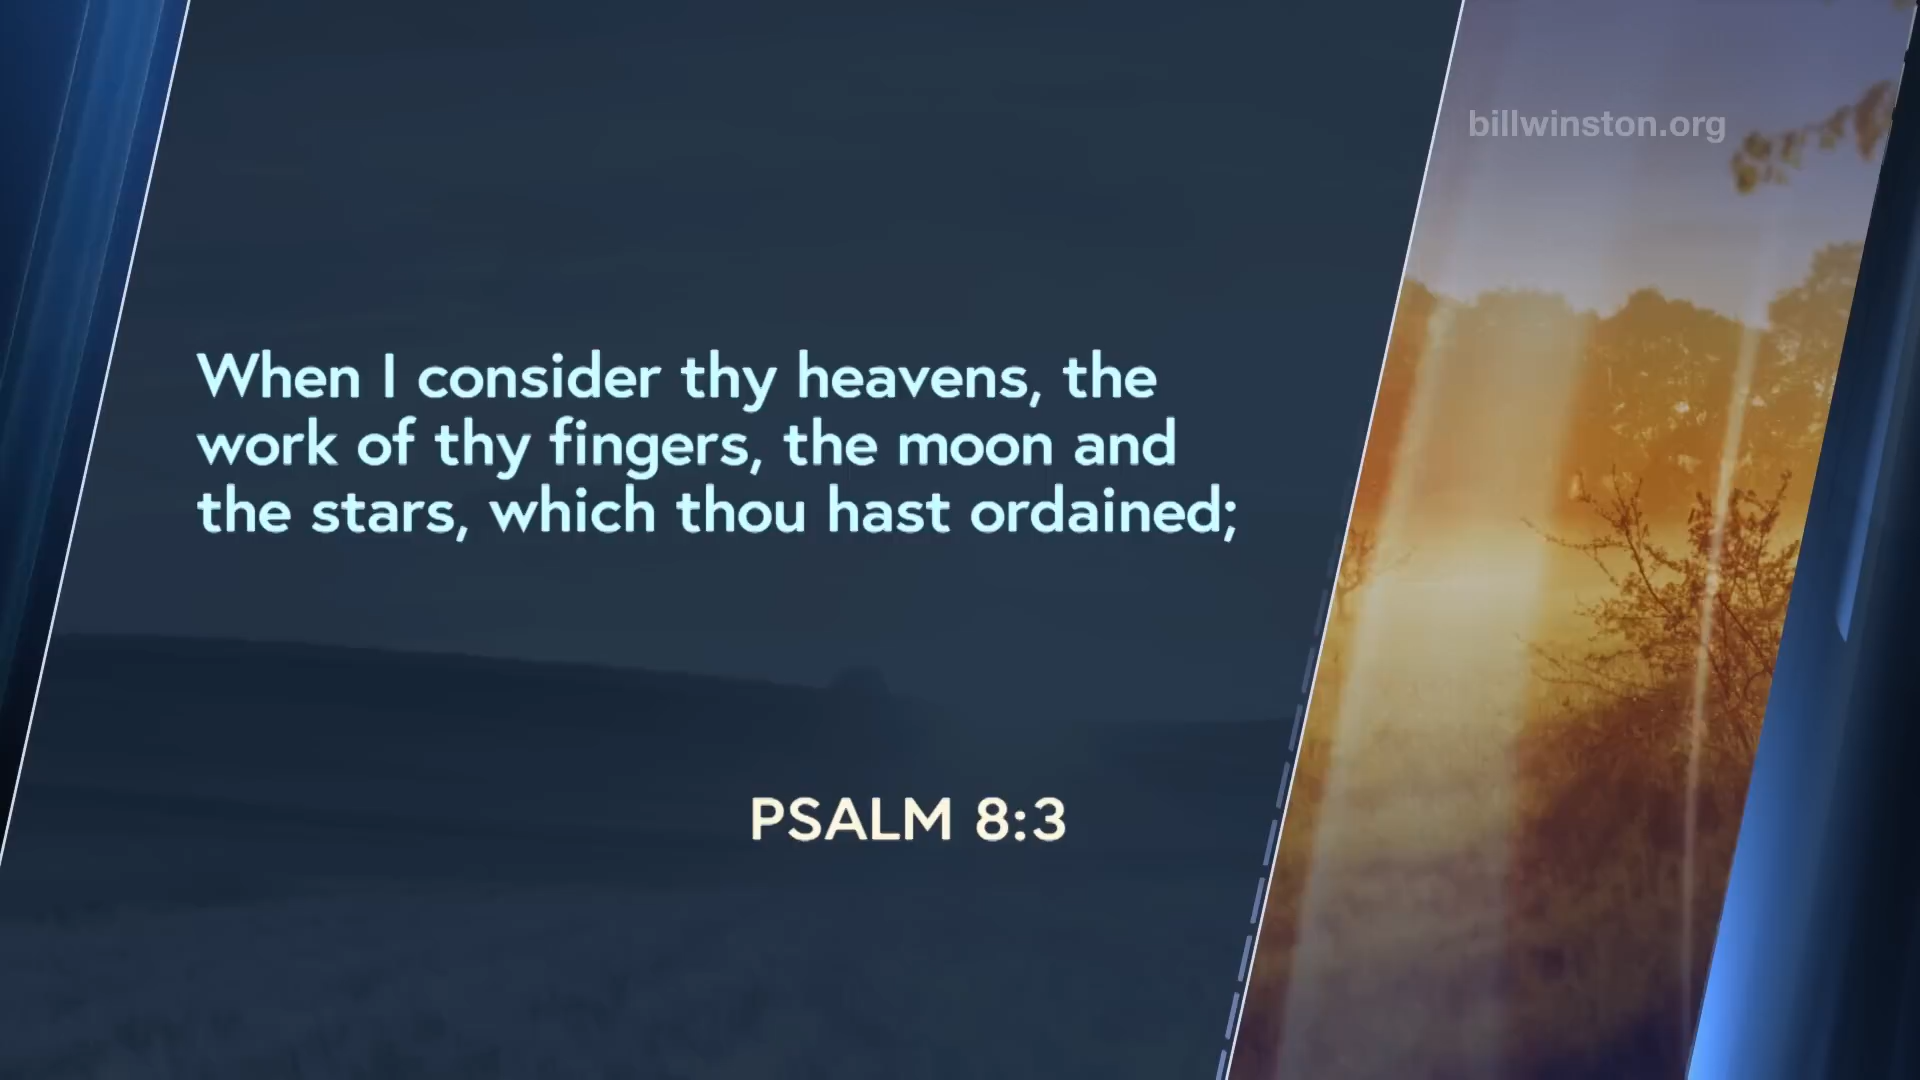 billwinston.org
When I consider thy heavens, the
work of thy fingers, the moon and
the stars, which thou hast ordained;
PSALM 8:3